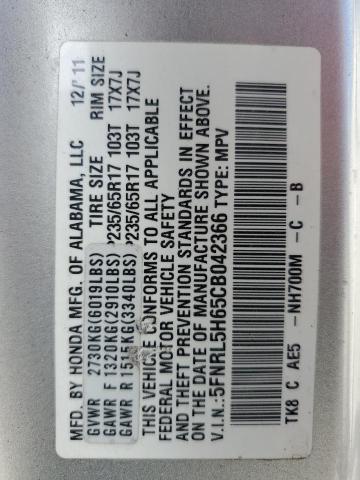 MFD. BY HONDA MFG. OF ALABAMA, LLC 12/11
GVWR 2730KG(6019LBS) TIRE SIZE RIM SIZE
GAWR F 1320KG(2910LBS) P235/65R17 103T 17X7J
GAWR R 1515KG(3340LBS) P235/65R17 103T 17X7J
THIS VEHICLE CONFORMS TO ALL APPLICABLE
FEDERAL MOTOR VEHICLE SAFETY
AND THEFT PREVENTION STANDARDS IN EFFECT
ON THE DATE OF MANUFACTURE SHOWN ABOVE.
V.I.N.: 5FNRL5H65CB042366 TYPE: MPV
TK8 C AE5 -NH700M -C -B